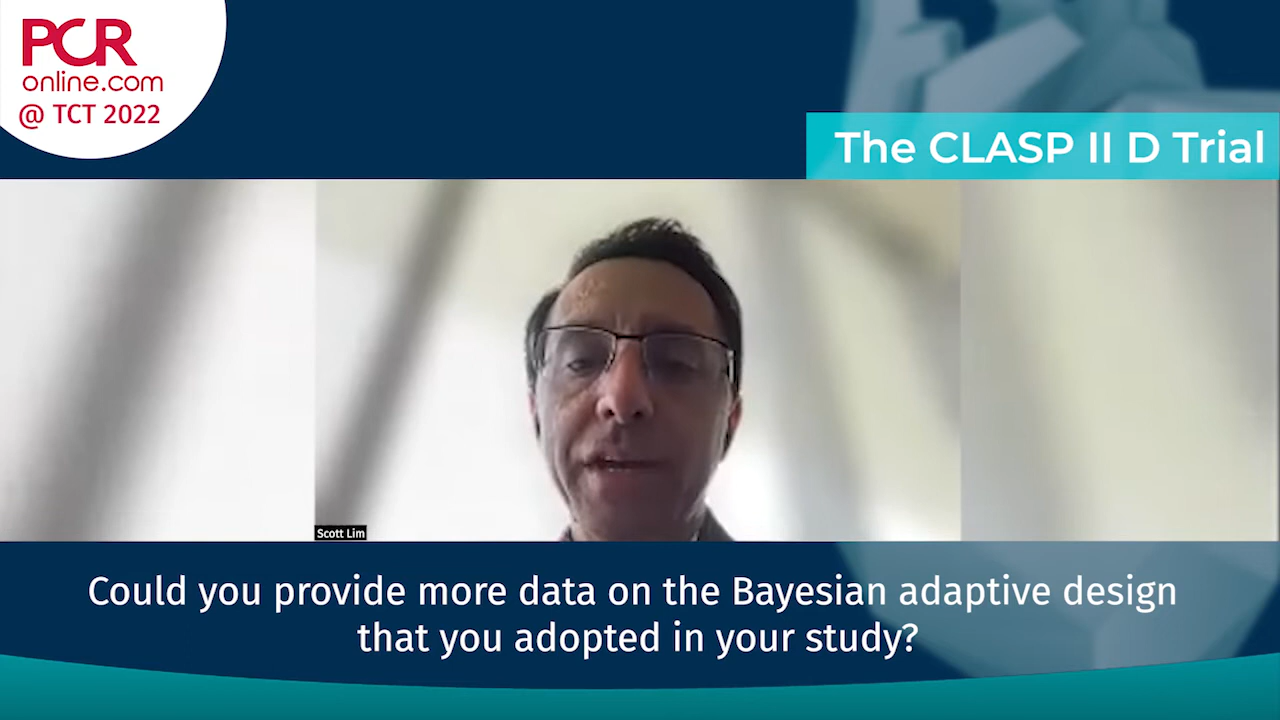 PCR
online.com
@ TCT 2022
The CLASP II D Trial
Scott Lim
Could you provide more data on the Bayesian adaptive design
that you adopted in your study?